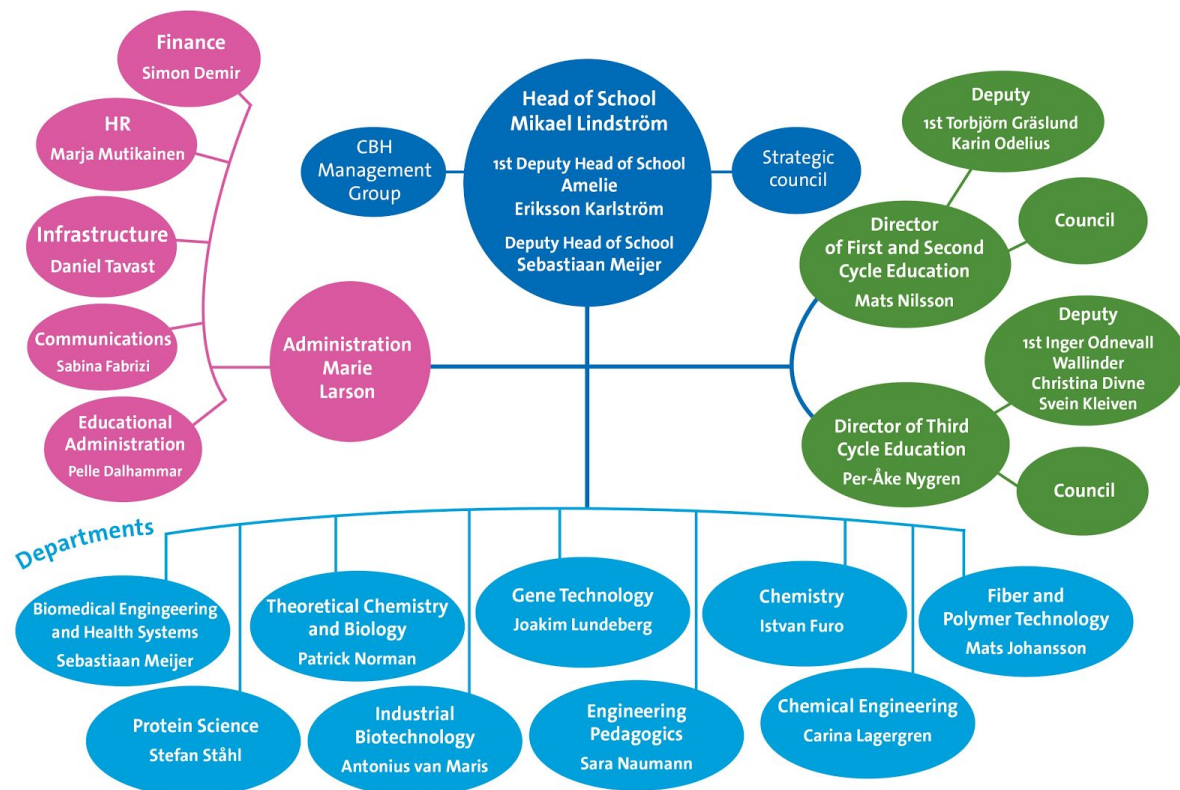 Finance
Simon Demir
HR
Marja Mutikainen
Infrastructure
Daniel Tavast
Communications
Sabina Fabrizi
Educational
Administration
Pelle Dalhammar
Administration
Marie
Larson
CBH
Management
Group
Head of School
Mikael Lindström
1st Deputy Head of School
Amelie
Eriksson Karlström
Deputy Head of School
Sebastiaan Meijer
Strategic
council
Deputy
1st Torbjörn Gräslund
Karin Odelius
Director
of First and Second
Cycle Education
Mats Nilsson
Council
Deputy
1st Inger Odnevall
Wallinder
Christina Divne
Svein Kleiven
Director of Third
Cycle Education
Per-Åke Nygren
Council
Departments
Biomedical Engingeering
and Health Systems
Sebastiaan Meijer
Theoretical Chemistry
and Biology
Patrick Norman
Gene Technology
Joakim Lundeberg
Chemistry
Istvan Furo
Fiber and
Polymer Technology
Mats Johansson
Protein Science
Stefan Ståhl
Industrial
Biotechnology
Antonius van Maris
Engineering
Pedagogics
Sara Naumann
Chemical Engineering
Carina Lagergren